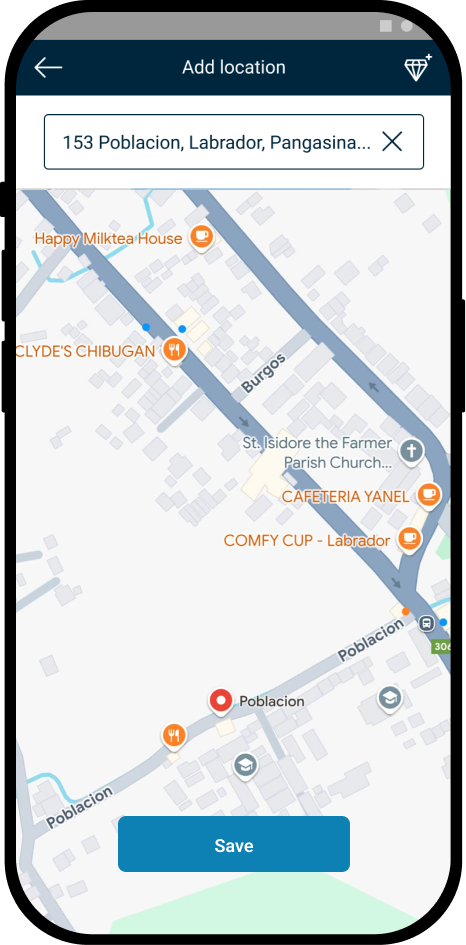 Add location
153 Poblacion, Labrador, Pangasina...
Happy Milktea House
CLYDE'S CHIBUGAN
Burgos
St. Isidore the Farmer
Parish Church...
CAFETERIA YANEL
COMFY CUP - Labrador
Poblacion
306
Poblacion
Poblacion
Save